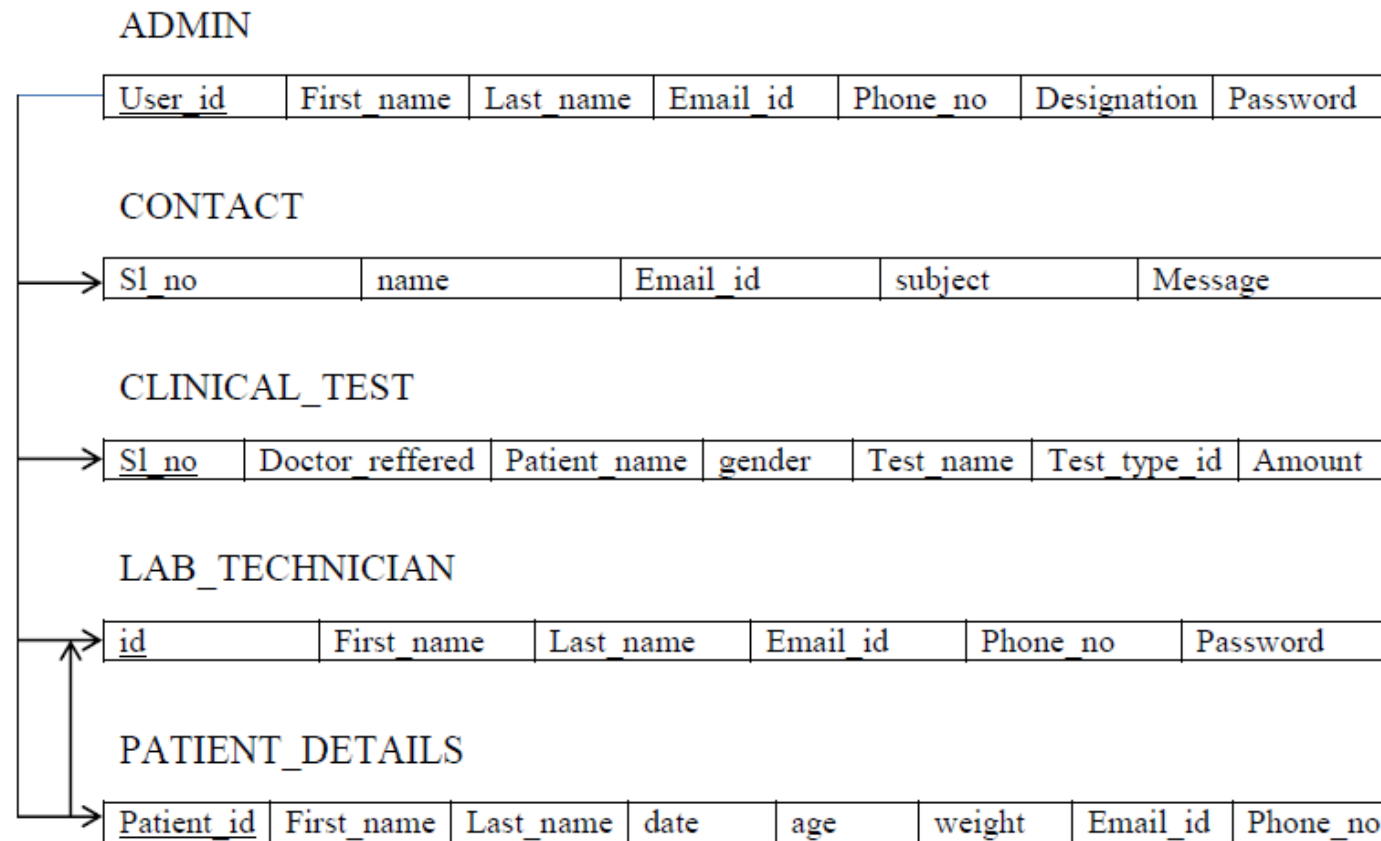 ADMIN
User_id First_name Last_name Email_id Phone_no Designation Password
CONTACT
Sl_no name Email_id subject Message
CLINICAL_TEST
Sl_no Doctor_reffered Patient_name gender Test_name Test_type_id Amount
LAB_TECHNICIAN
id First_name Last_name Email_id Phone_no Password
PATIENT_DETAILS
Patient_id First_name Last_name date age weight Email_id Phone_no